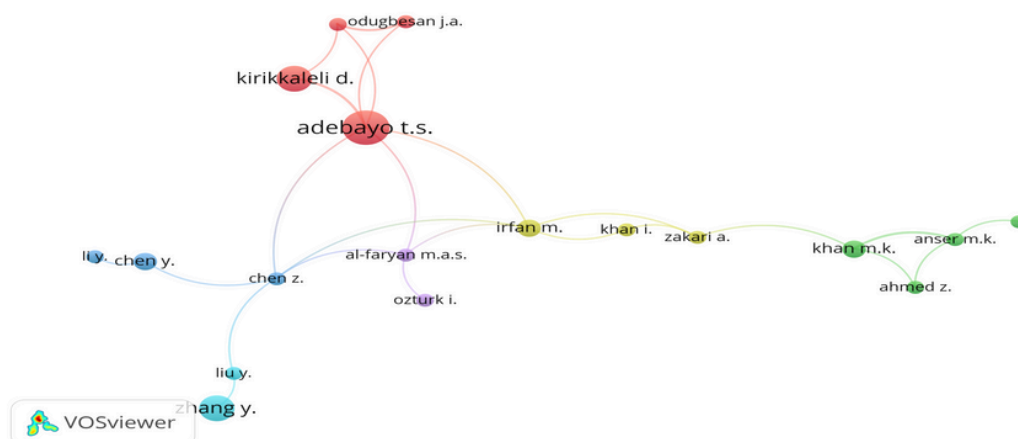 odugbesan j.a.
kirikkaleli d.
adebayo t.s.
irfan m.
khan i.
zakari a.
khan m.k.
anser m.k.
al-faryan m.a.s.
li y.
chen y.
chen z.
ahmed z.
ozturk i.
liu y.
zhang y.
VOSviewer